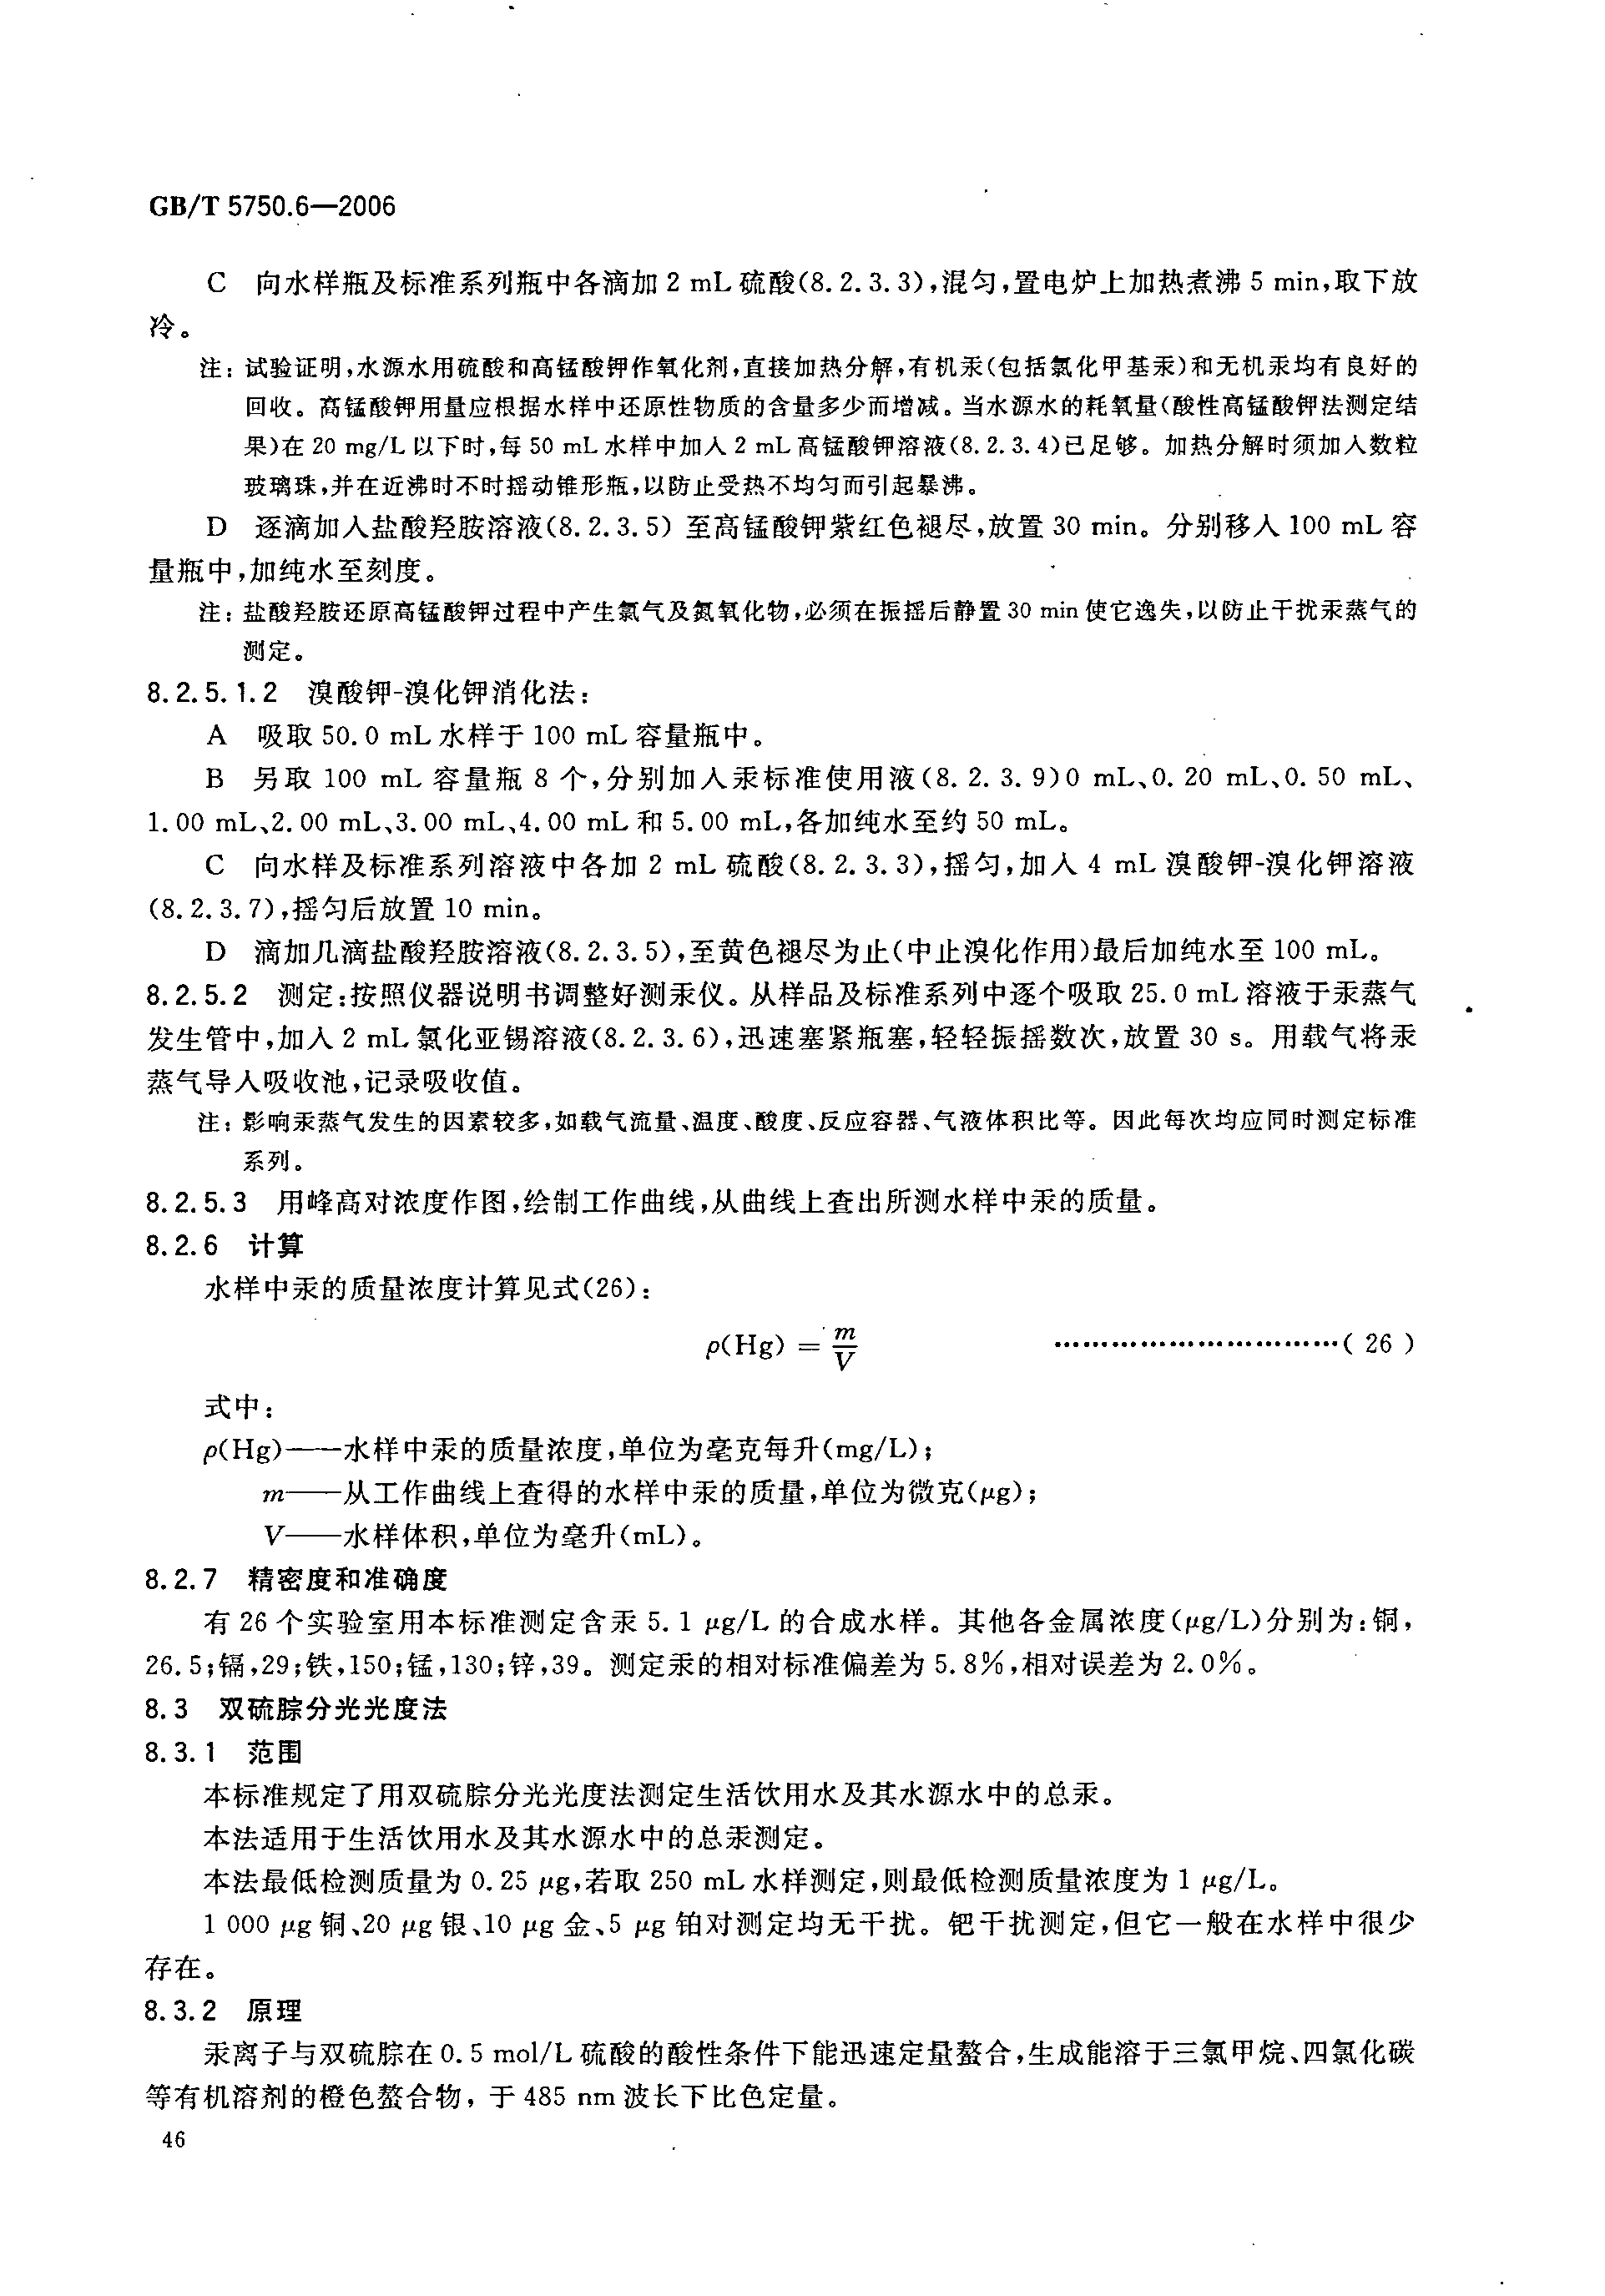 GB/T 5750.6—2006
C 向水样瓶及标准系列瓶中各滴加 2 mL 硫酸(8.2.3.3),混匀,置电炉上加热煮沸 5 min,取下放
冷。
注:试验证明,水源水用硫酸和高锰酸钾作氧化剂,直接加热分解,有机汞(包括氯化甲基汞)和无机汞均有良好的
回收。高锰酸钾用量应根据水样中还原性物质的含量多少而增减。当水源水的耗氧量(酸性高锰酸钾法测定结
果)在 20 mg/L 以下时,每 50 mL 水样中加入 2 mL 高锰酸钾溶液(8.2.3.4)已足够。加热分解时须加入数粒
玻璃珠,并在近沸时不时摇动锥形瓶,以防止受热不均匀而引起暴沸。
D 逐滴加入盐酸羟胺溶液(8.2.3.5) 至高锰酸钾紫红色褪尽,放置 30 min。分别移入 100 mL 容
量瓶中,加纯水至刻度。
注:盐酸羟胺还原高锰酸钾过程中产生氯气及氮氧化物,必须在振摇后静置 30 min 使它逸失,以防止干扰汞蒸气的
测定。
8.2.5.1.2 溴酸钾-溴化钾消化法:
A 吸取 50.0 mL 水样于 100 mL 容量瓶中。
B 另取 100 mL 容量瓶 8 个,分别加入汞标准使用液(8.2.3.9)0 mL、0.20 mL、0.50 mL、
1.00 mL、2.00 mL、3.00 mL、4.00 mL 和 5.00 mL,各加纯水至约 50 mL。
C 向水样及标准系列溶液中各加 2 mL 硫酸(8.2.3.3),摇匀,加入 4 mL 溴酸钾-溴化钾溶液
(8.2.3.7),摇匀后放置 10 min。
D 滴加几滴盐酸羟胺溶液(8.2.3.5),至黄色褪尽为止(中止溴化作用)最后加纯水至 100 mL。
8.2.5.2 测定:按照仪器说明书调整好测汞仪。从样品及标准系列中逐个吸取 25.0 mL 溶液于汞蒸气
发生管中,加入 2 mL 氯化亚锡溶液(8.2.3.6),迅速塞紧瓶塞,轻轻振摇数次,放置 30 s。用载气将汞
蒸气导入吸收池,记录吸收值。
注:影响汞蒸气发生的因素较多,如载气流量、温度、酸度、反应容器、气液体积比等。因此每次均应同时测定标准
系列。
8.2.5.3 用峰高对浓度作图,绘制工作曲线,从曲线上查出所测水样中汞的质量。
8.2.6 计算
水样中汞的质量浓度计算见式(26):
ρ(Hg) = m/V ……………………………( 26 )
式中:
ρ(Hg)——水样中汞的质量浓度,单位为毫克每升(mg/L);
m——从工作曲线上查得的水样中汞的质量,单位为微克(μg);
V——水样体积,单位为毫升(mL)。
8.2.7 精密度和准确度
有 26 个实验室用本标准测定含汞 5.1 μg/L 的合成水样。其他各金属浓度(μg/L)分别为:铜,
26.5;镉,29;铁,150;锰,130;锌,39。测定汞的相对标准偏差为 5.8%,相对误差为 2.0%。
8.3 双硫腙分光光度法
8.3.1 范围
本标准规定了用双硫腙分光光度法测定生活饮用水及其水源水中的总汞。
本法适用于生活饮用水及其水源水中的总汞测定。
本法最低检测质量为 0.25 μg,若取 250 mL 水样测定,则最低检测质量浓度为 1 μg/L。
1 000 μg 铜、20 μg 银、10 μg 金、5 μg 铂对测定均无干扰。钯干扰测定,但它一般在水样中很少
存在。
8.3.2 原理
汞离子与双硫腙在 0.5 mol/L 硫酸的酸性条件下能迅速定量螯合,生成能溶于三氯甲烷、四氯化碳
等有机溶剂的橙色螯合物,于 485 nm 波长下比色定量。
46